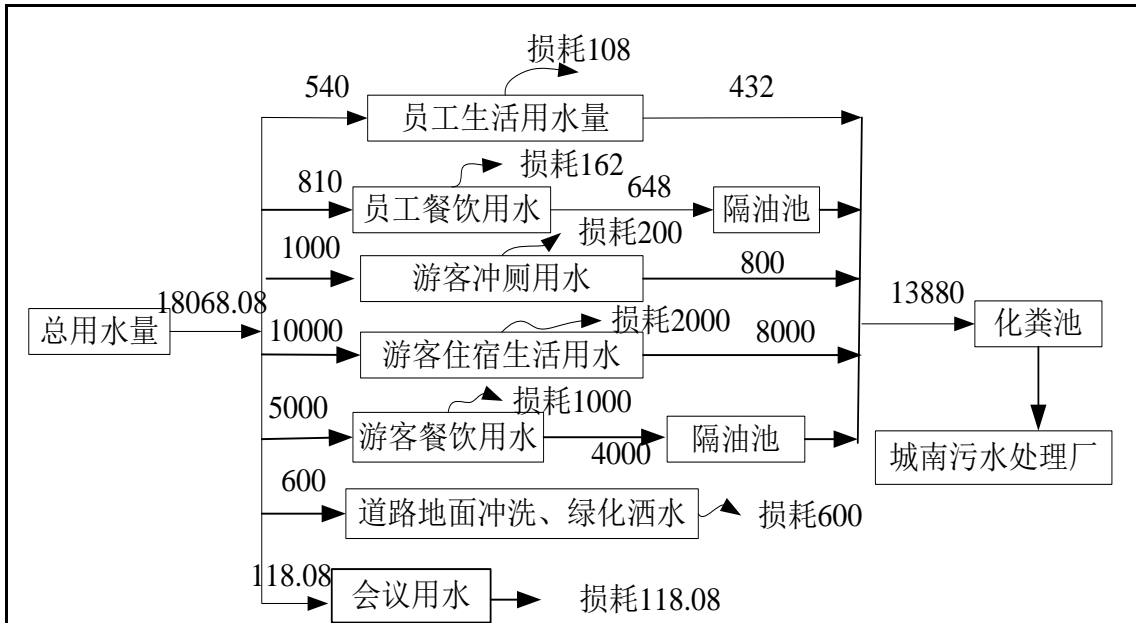 损耗108
540
员工生活用水量
432
损耗162
810
员工餐饮用水
648
隔油池
损耗200
1000
游客冲厕用水
800
总用水量
18068.08
13880
化粪池
损耗2000
10000
游客住宿生活用水
8000
损耗1000
5000
游客餐饮用水
4000
隔油池
城南污水处理厂
600
道路地面冲洗、绿化洒水
损耗600
118.08
会议用水
损耗118.08